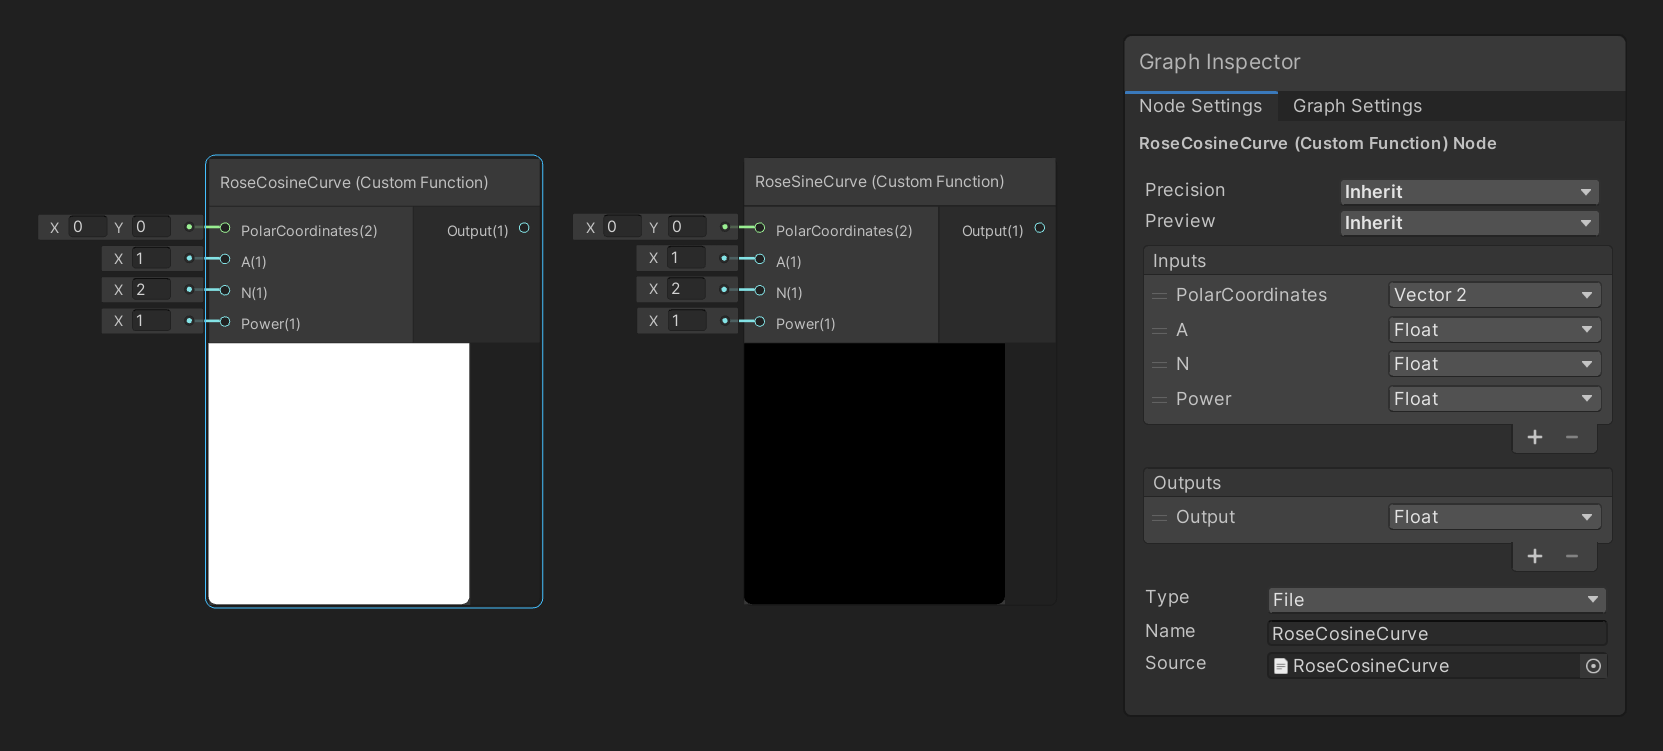 RoseCosineCurve (Custom Function)
X 0 Y 0 PolarCoordinates(2) Output(1)
X 1 A(1)
X 2 N(1)
X 1 Power(1)
RoseSineCurve (Custom Function)
X 0 Y 0 PolarCoordinates(2) Output(1)
X 1 A(1)
X 2 N(1)
X 1 Power(1)
Graph Inspector
Node Settings Graph Settings
RoseCosineCurve (Custom Function) Node
Precision Inherit
Preview Inherit
Inputs
PolarCoordinates Vector 2
A Float
N Float
Power Float
+ −
Outputs
Output Float
+ −
Type File
Name RoseCosineCurve
Source RoseCosineCurve